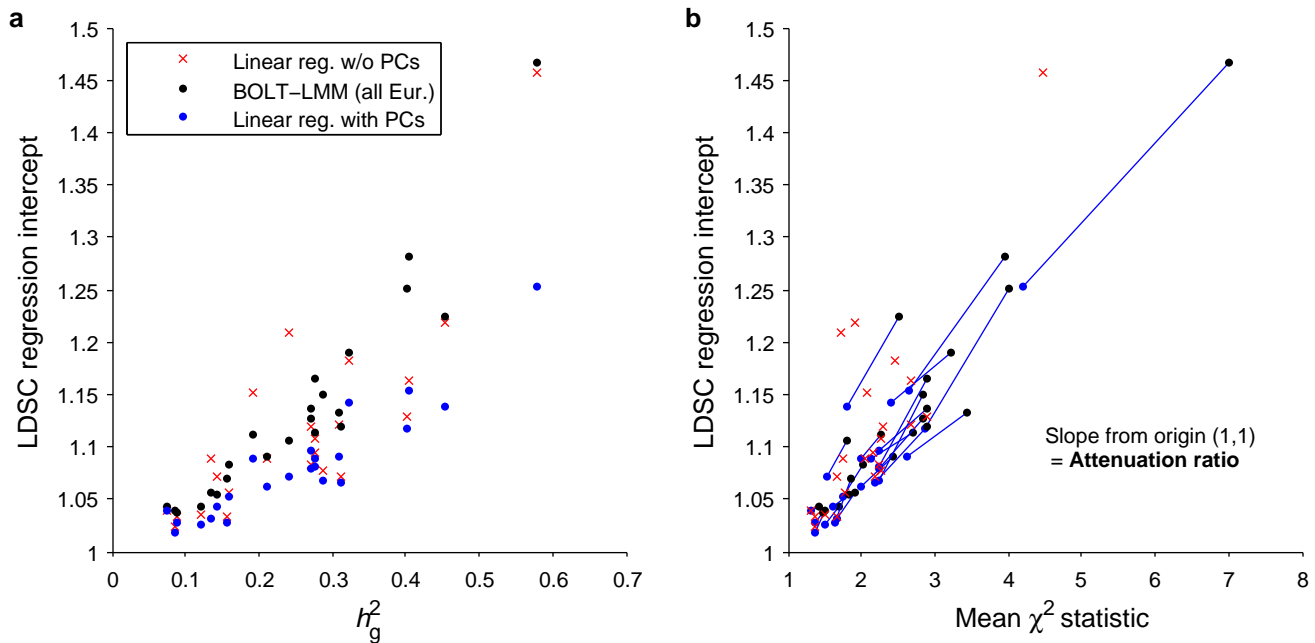 a
LDSC regression intercept
1.5
1.45
1.4
1.35
1.3
1.25
1.2
1.15
1.1
1.05
1
Linear reg. w/o PCs
BOLT−LMM (all Eur.)
Linear reg. with PCs
0 0.1 0.2 0.3 0.4 0.5 0.6 0.7
h²g
b
LDSC regression intercept
1.5
1.45
1.4
1.35
1.3
1.25
1.2
1.15
1.1
1.05
1
Slope from origin (1,1)
= Attenuation ratio
1 2 3 4 5 6 7 8
Mean χ² statistic